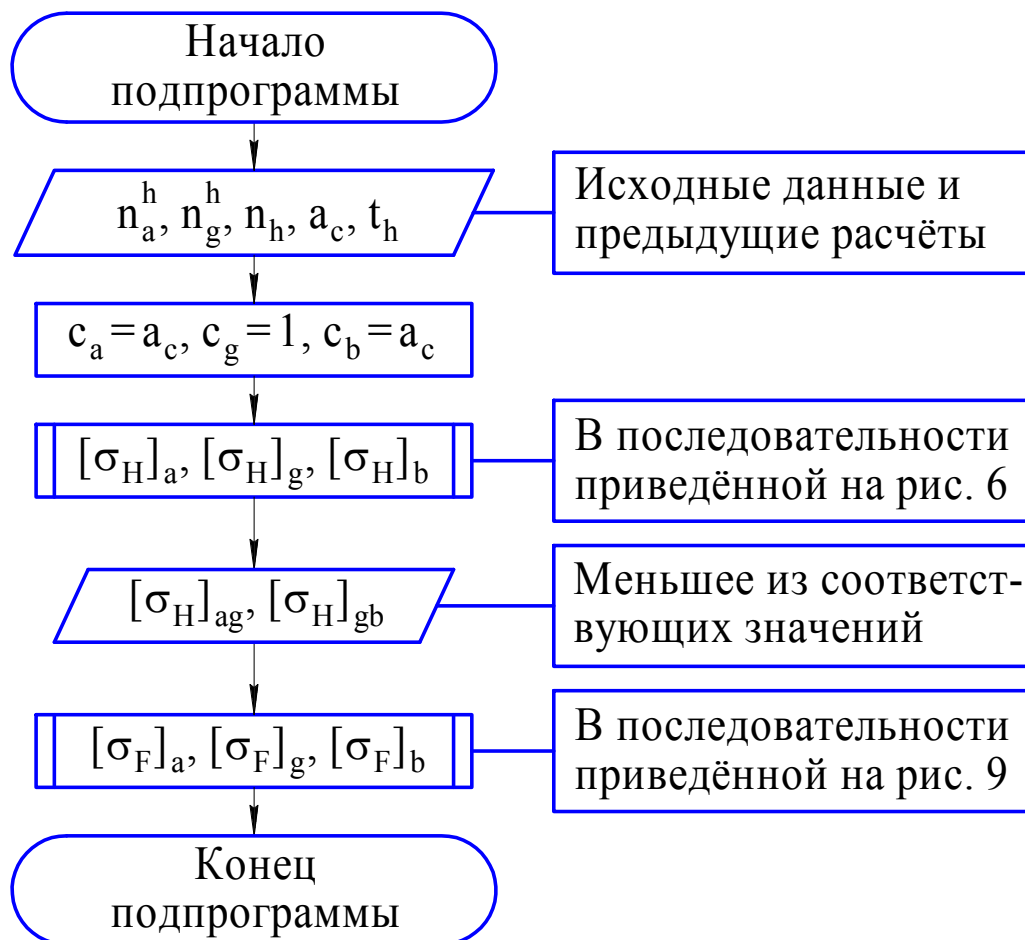 Начало
подпрограммы
n_a^h, n_g^h, n_h, a_c, t_h
Исходные данные и
предыдущие расчёты
c_a = a_c, c_g = 1, c_b = a_c
[σ_H]_a, [σ_H]_g, [σ_H]_b
В последовательности
приведённой на рис. 6
[σ_H]_ag, [σ_H]_gb
Меньшее из соответст-
вующих значений
[σ_F]_a, [σ_F]_g, [σ_F]_b
В последовательности
приведённой на рис. 9
Конец
подпрограммы